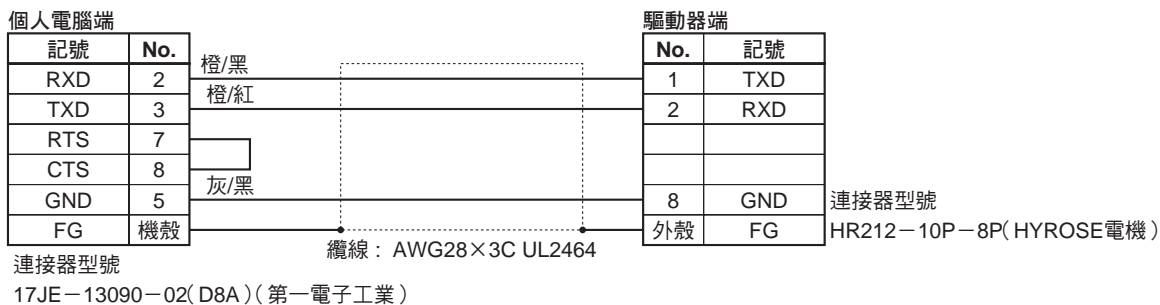 個人電腦端 驅動器端
記號 No. No. 記號
橙/黑
RXD 2 1 TXD
橙/紅
TXD 3 2 RXD
RTS 7
CTS 8
灰/黑
GND 5 8 GND 連接器型號
FG 機殼 外殼 FG HR212－10P－8P（HYROSE電機）
纜線：AWG28×3C UL2464
連接器型號
17JE－13090－02（D8A）（第一電子工業）